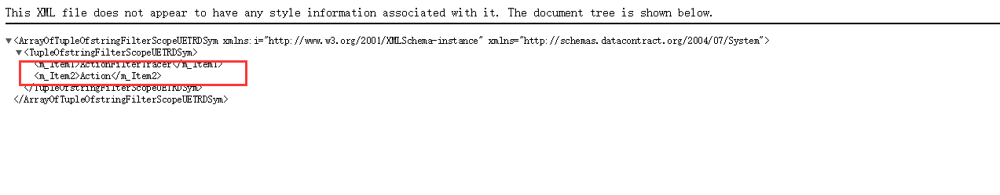 This XML file does not appear to have any style information associated with it. The document tree is shown below.
▼<ArrayOfTupleOfstringFilterScopeUETRDSym xmlns:i="http://www.w3.org/2001/XMLSchema-instance" xmlns="http://schemas.datacontract.org/2004/07/System">
▼<TupleOfstringFilterScopeUETRDSym>
<m_Item1>ActionFilterTracer</m_Item1>
<m_Item2>Action</m_Item2>
</TupleOfstringFilterScopeUETRDSym>
</ArrayOfTupleOfstringFilterScopeUETRDSym>